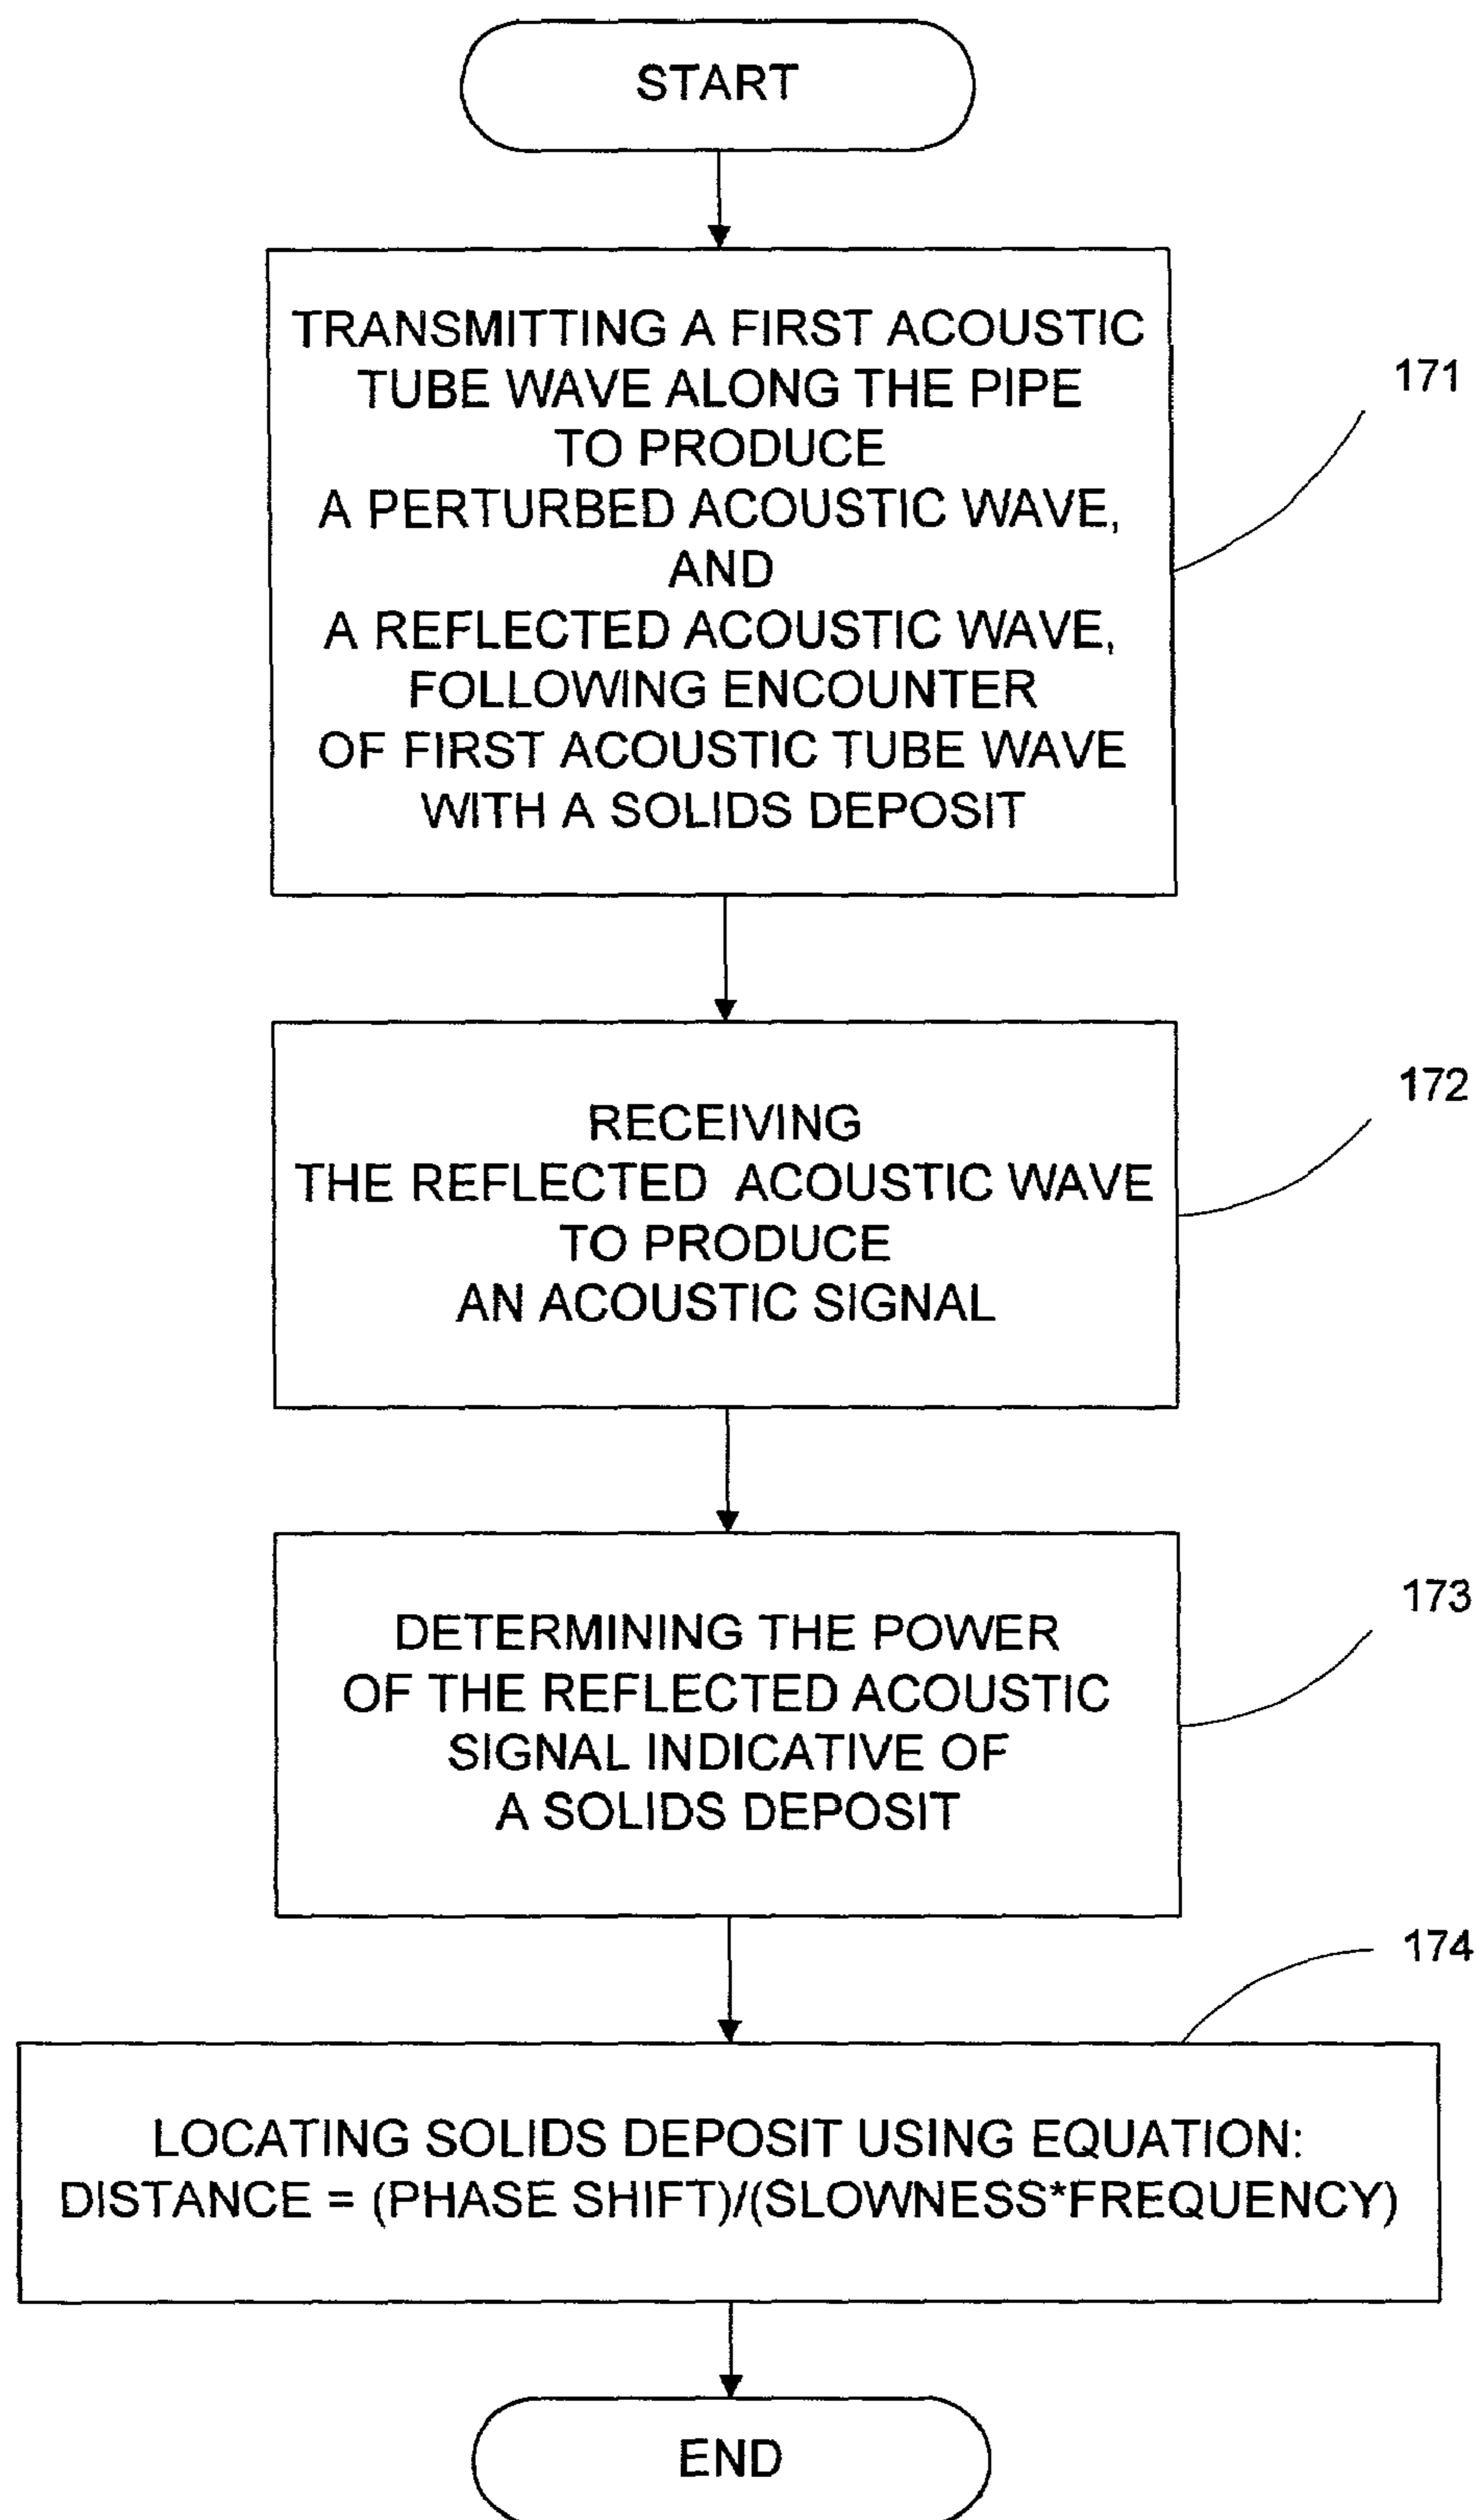 START
TRANSMITTING A FIRST ACOUSTIC
TUBE WAVE ALONG THE PIPE
TO PRODUCE
A PERTURBED ACOUSTIC WAVE,
AND
A REFLECTED ACOUSTIC WAVE,
FOLLOWING ENCOUNTER
OF FIRST ACOUSTIC TUBE WAVE
WITH A SOLIDS DEPOSIT
171
RECEIVING
THE REFLECTED ACOUSTIC WAVE
TO PRODUCE
AN ACOUSTIC SIGNAL
172
DETERMINING THE POWER
OF THE REFLECTED ACOUSTIC
SIGNAL INDICATIVE OF
A SOLIDS DEPOSIT
173
174
LOCATING SOLIDS DEPOSIT USING EQUATION:
DISTANCE = (PHASE SHIFT)/(SLOWNESS*FREQUENCY)
END